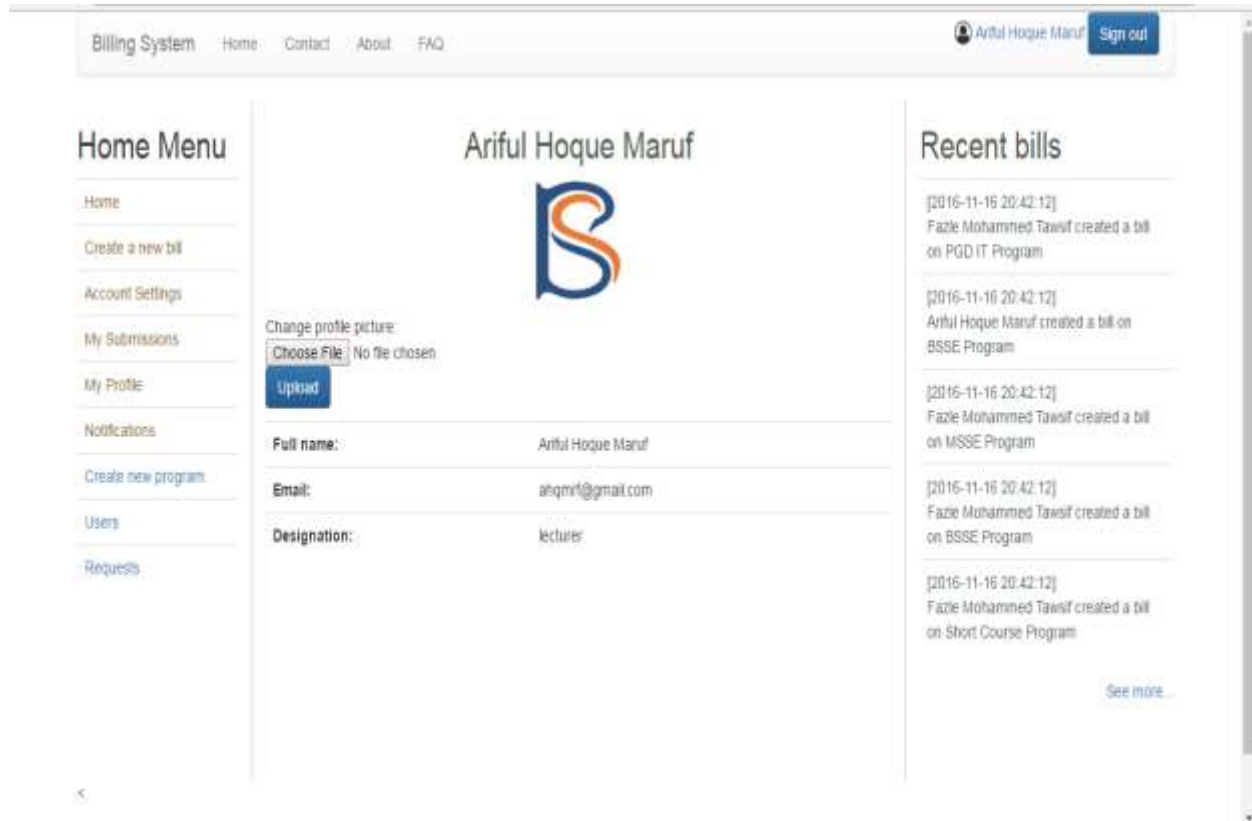 Billing System Home Contact About FAQ
Ariful Hoque Maruf Sign out
Home Menu
Home
Create a new bill
Account Settings
My Submissions
My Profile
Notifications
Create new program
Users
Requests
Ariful Hoque Maruf
Change profile picture:
Choose File No file chosen
Upload
Full name: Ariful Hoque Maruf
Email: ahqmrf@gmail.com
Designation: lecturer
Recent bills
[2016-11-16 20:42:12]
Fazle Mohammed Tawsif created a bill
on PGD IT Program
[2016-11-16 20:42:12]
Ariful Hoque Maruf created a bill on
BSSE Program
[2016-11-16 20:42:12]
Fazle Mohammed Tawsif created a bill
on MSSE Program
[2016-11-16 20:42:12]
Fazle Mohammed Tawsif created a bill
on BSSE Program
[2016-11-16 20:42:12]
Fazle Mohammed Tawsif created a bill
on Short Course Program
See more...
<